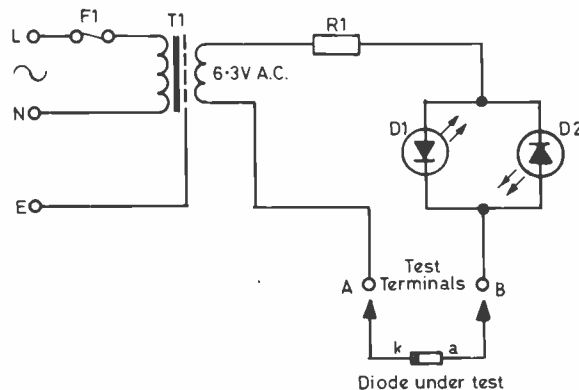 F1
T1
R1
L
6·3V A.C.
N
D1
D2
E
Test
Terminals
A
B
k
a
Diode under test